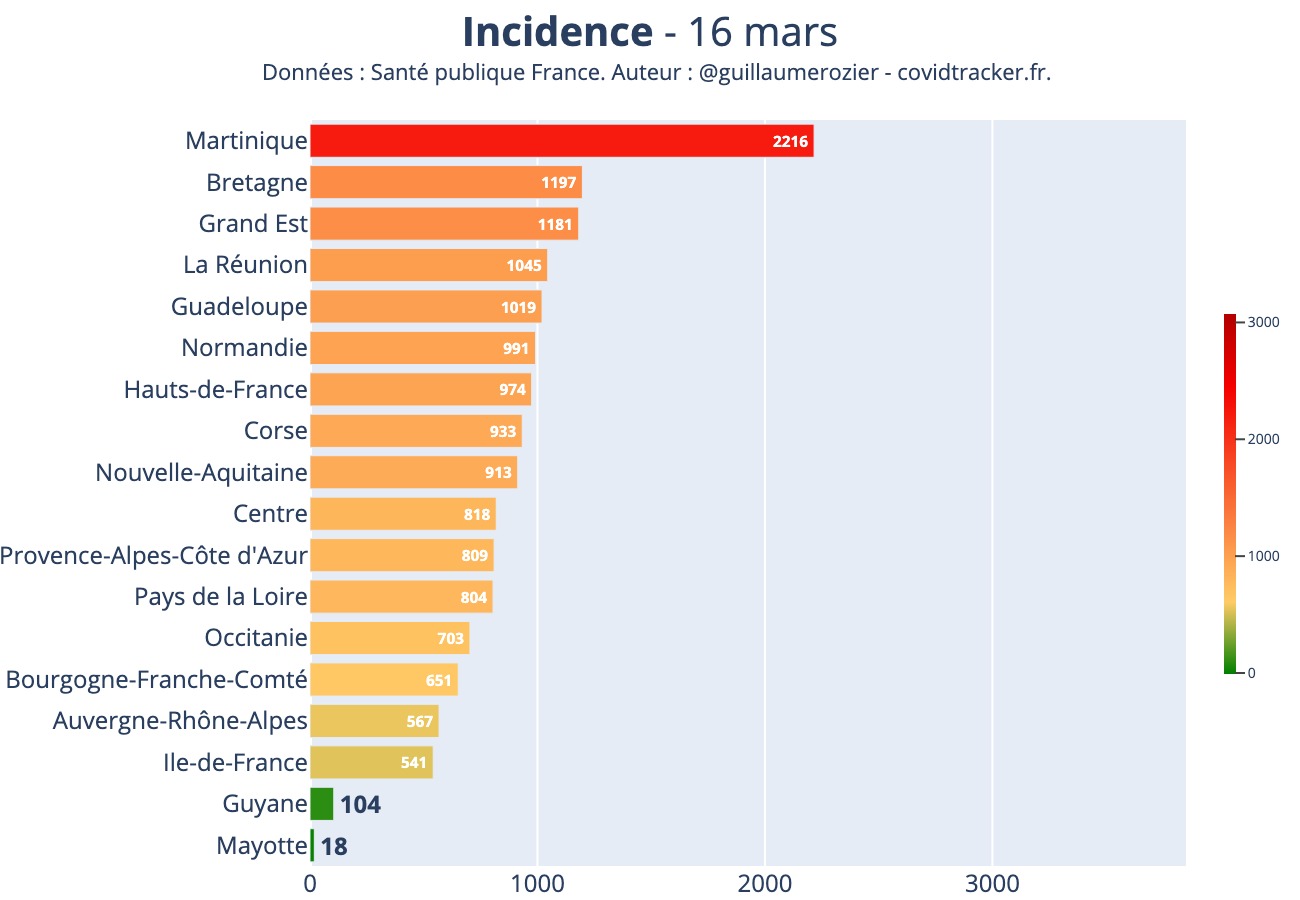 Incidence - 16 mars
Données : Santé publique France. Auteur : @guillaumerozier - covidtracker.fr.
Martinique 2216
Bretagne 1197
Grand Est 1181
La Réunion 1045
Guadeloupe 1019
Normandie 991
Hauts-de-France 974
Corse 933
Nouvelle-Aquitaine 913
Centre 818
Provence-Alpes-Côte d'Azur 809
Pays de la Loire 804
Occitanie 703
Bourgogne-Franche-Comté 651
Auvergne-Rhône-Alpes 567
Ile-de-France 541
Guyane 104
Mayotte 18
0 1000 2000 3000
3000
2000
1000
0